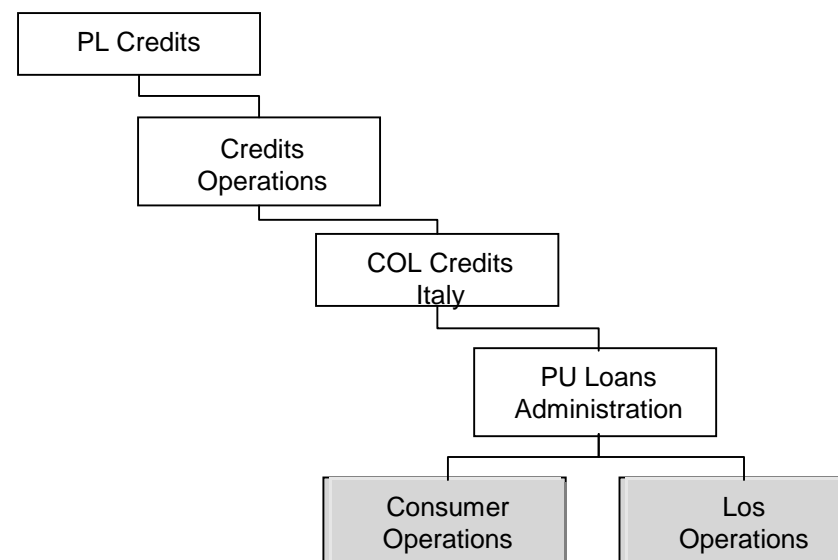 PL Credits
Credits
Operations
COL Credits
Italy
PU Loans
Administration
Consumer
Operations
Los
Operations